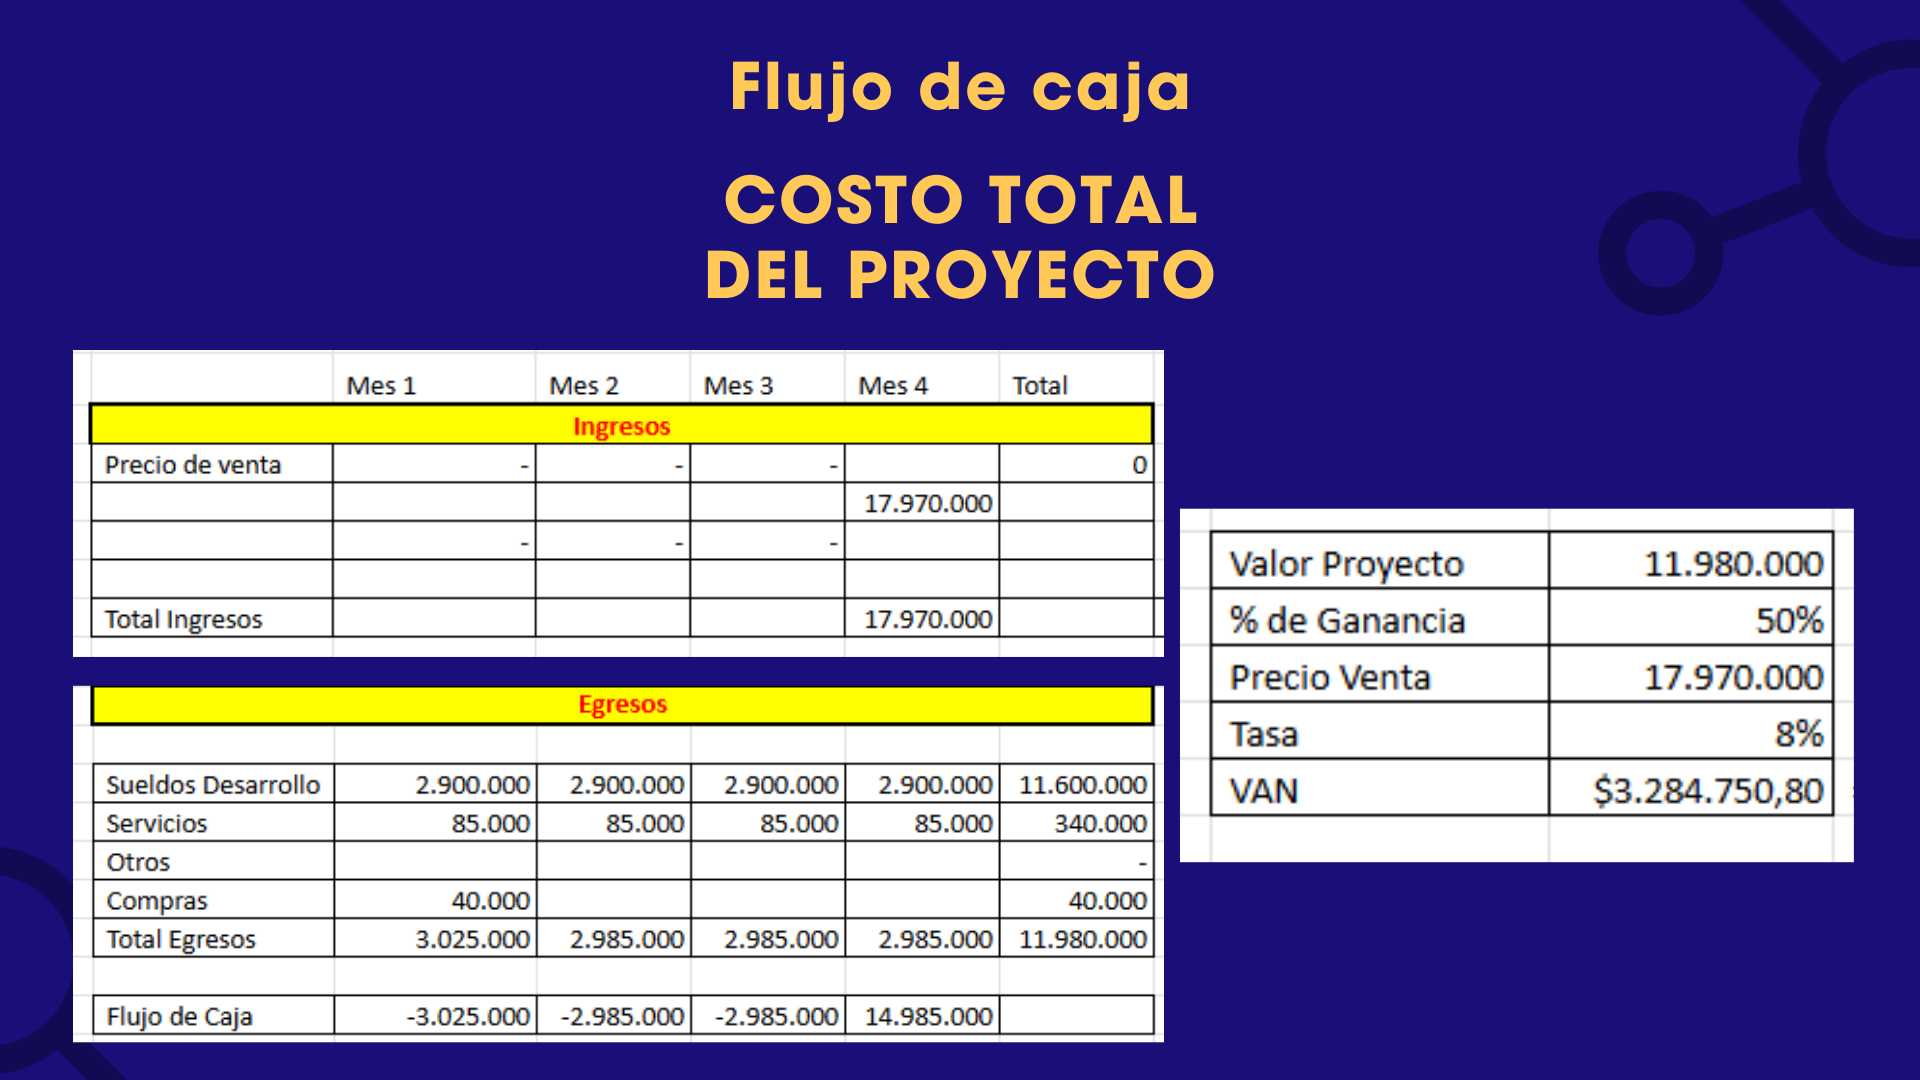 Flujo de caja
COSTO TOTAL
DEL PROYECTO
Mes 1 Mes 2 Mes 3 Mes 4 Total
Ingresos
Precio de venta - - - 0
17.970.000
- - -
Total Ingresos 17.970.000
Egresos
Sueldos Desarrollo 2.900.000 2.900.000 2.900.000 2.900.000 11.600.000
Servicios 85.000 85.000 85.000 85.000 340.000
Otros -
Compras 40.000 40.000
Total Egresos 3.025.000 2.985.000 2.985.000 2.985.000 11.980.000
Flujo de Caja -3.025.000 -2.985.000 -2.985.000 14.985.000
Valor Proyecto 11.980.000
% de Ganancia 50%
Precio Venta 17.970.000
Tasa 8%
VAN $3.284.750,80